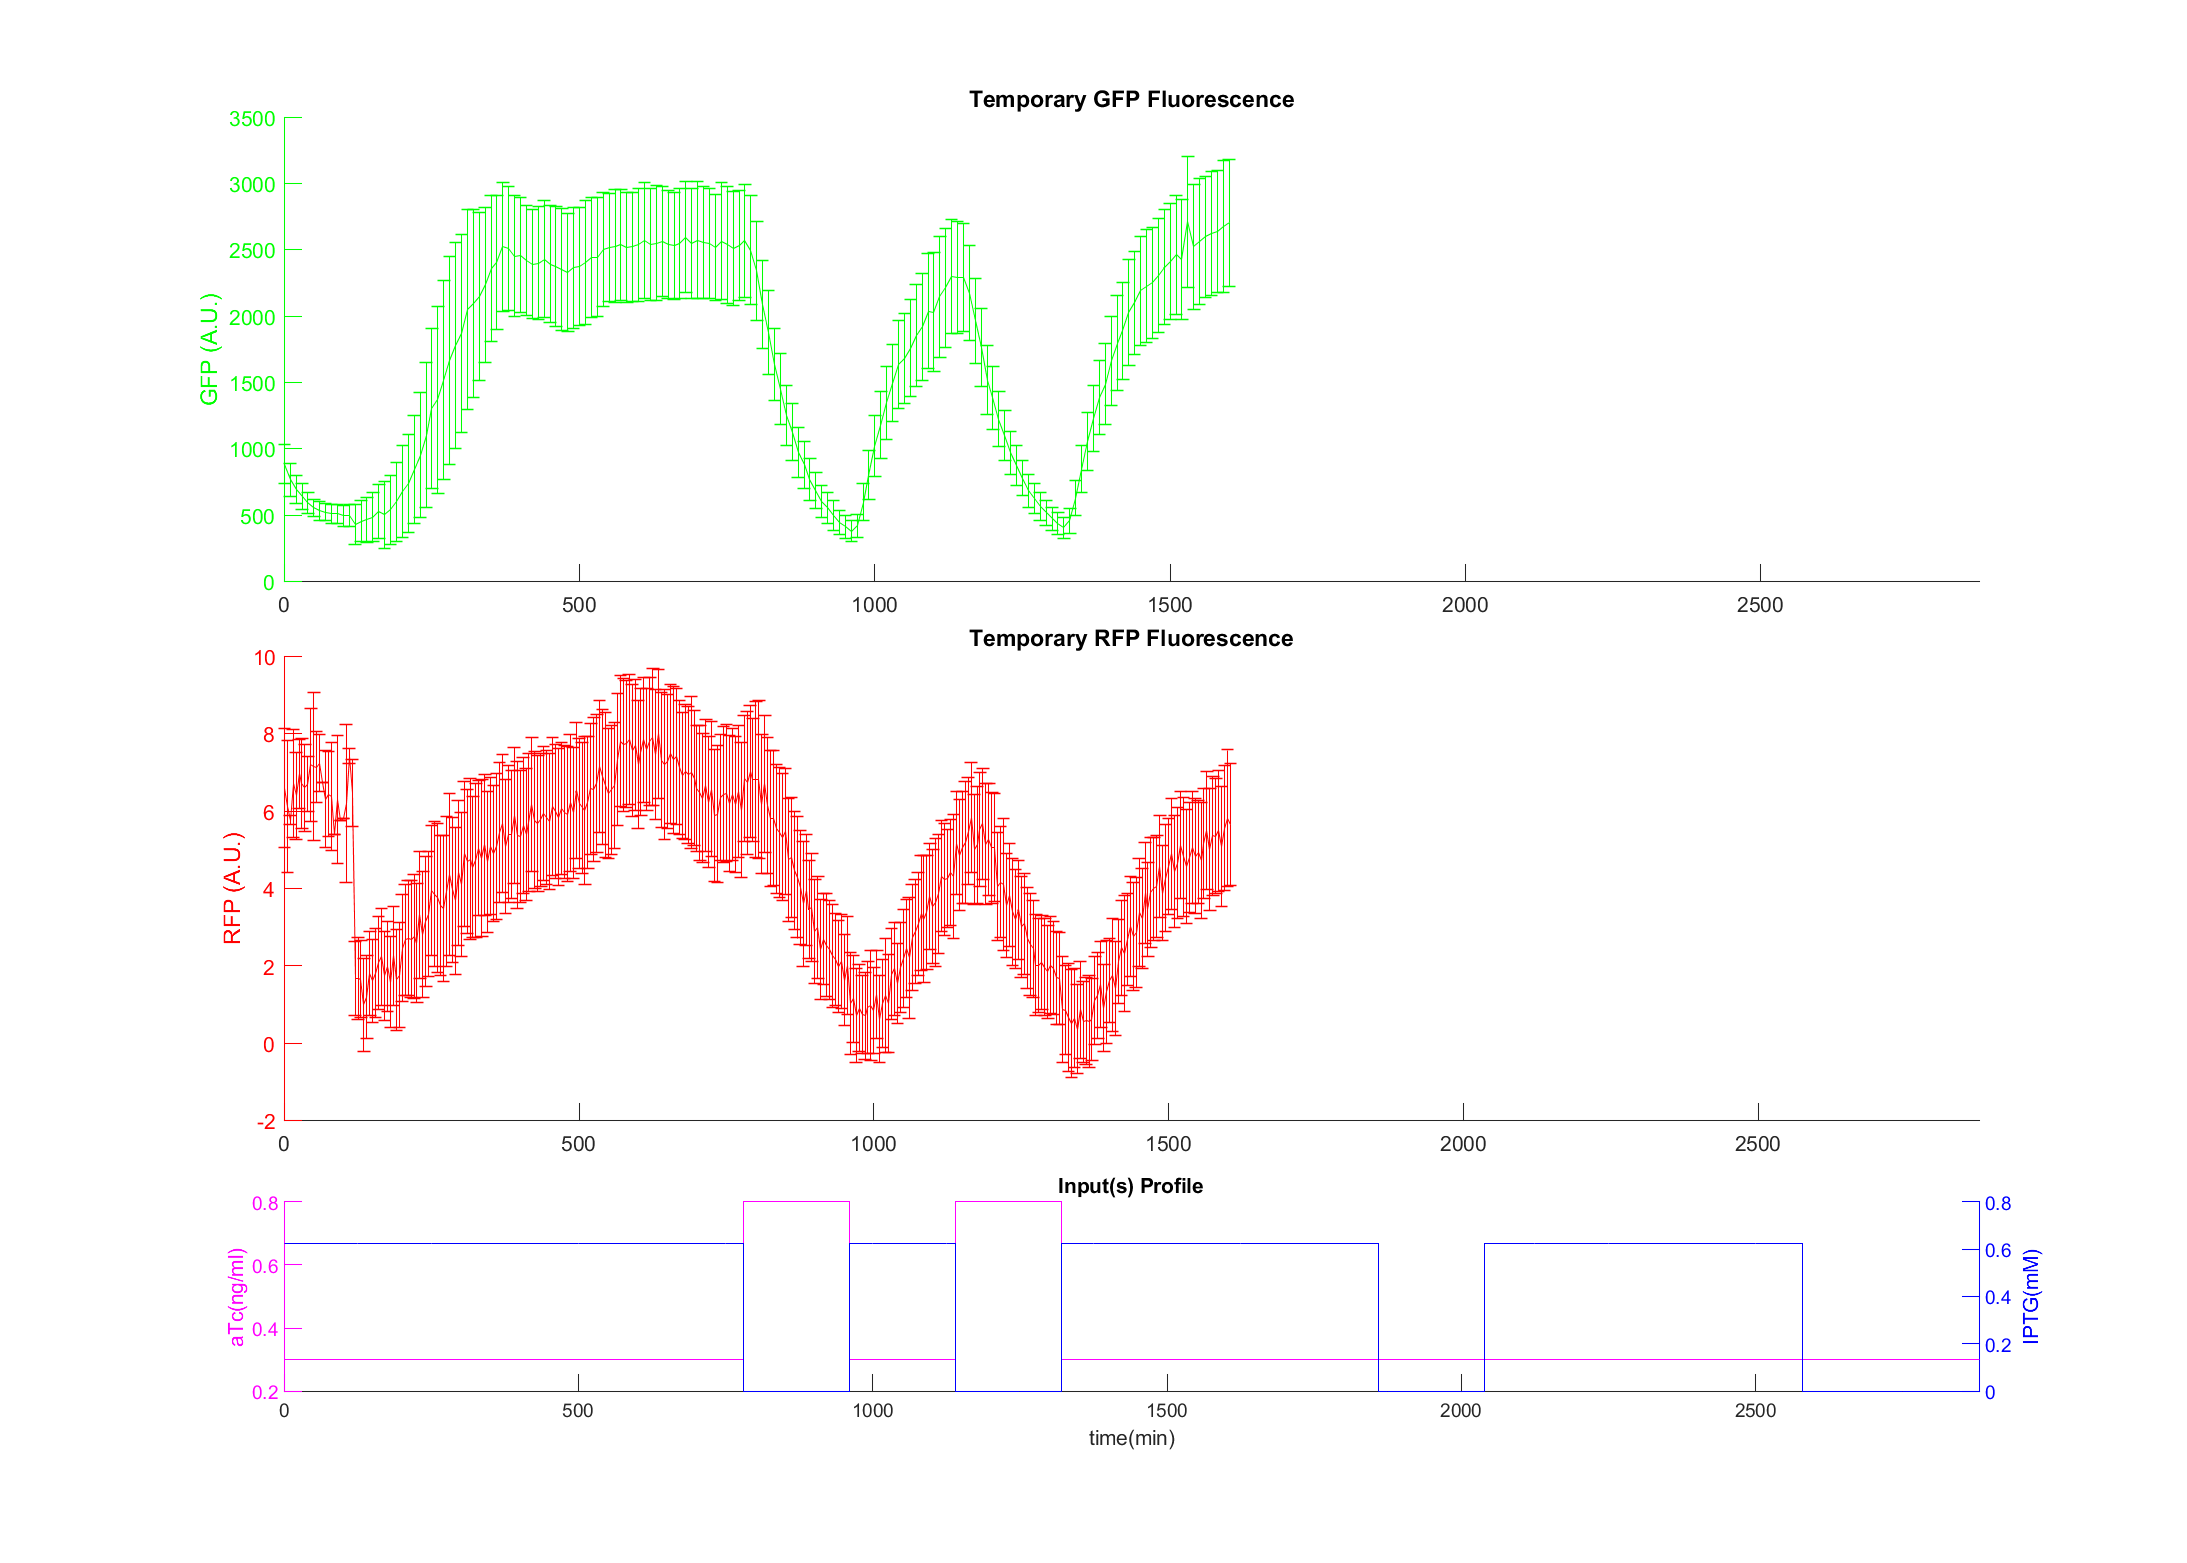 Temporary GFP Fluorescence
3500
3000
2500
2000
1500
1000
500
0
GFP (A.U.)
0 500 1000 1500 2000 2500
Temporary RFP Fluorescence
10
8
6
4
2
0
-2
RFP (A.U.)
0 500 1000 1500 2000 2500
Input(s) Profile
0.8
0.6
0.4
0.2
aTc(ng/ml)
0.8
0.6
0.4
0.2
0
IPTG(mM)
0 500 1000 1500 2000 2500
time(min)